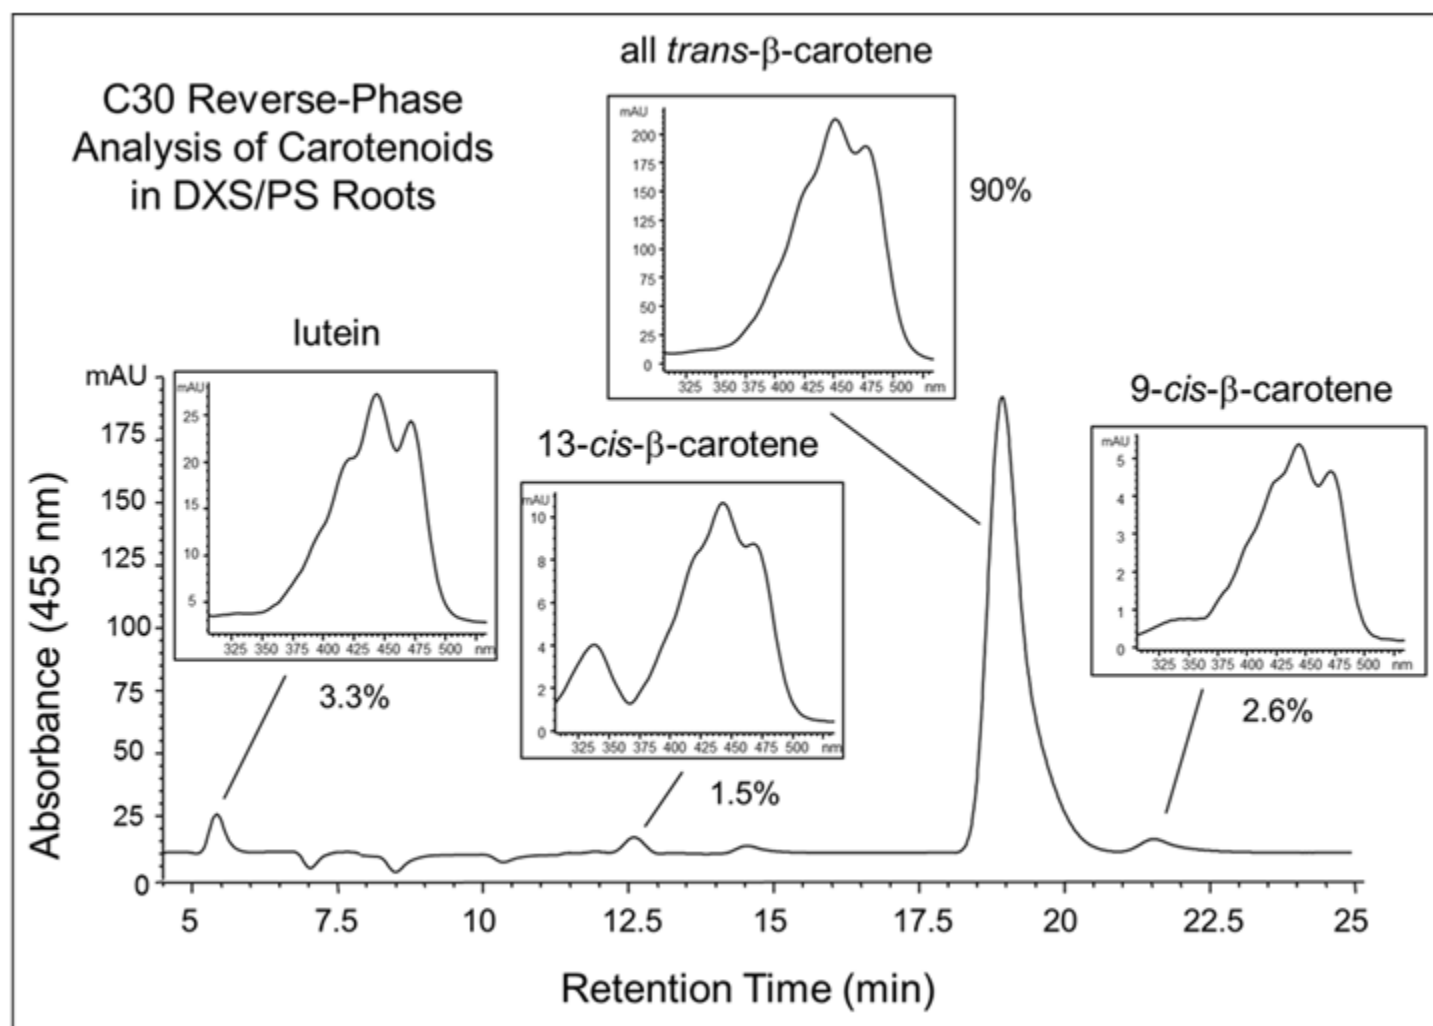 C30 Reverse-Phase
Analysis of Carotenoids
in DXS/PS Roots
all trans-β-carotene
mAU
200
175
150
125
100
75
50
25
0
325 350 375 400 425 450 475 500 nm
90%
lutein
mAU
25
20
10
5
325 350 375 400 425 450 475 500 nm
3.3%
13-cis-β-carotene
mAU
10
8
6
4
2
0
325 350 375 400 425 450 475 500 nm
1.5%
9-cis-β-carotene
mAU
5
4
3
2
1
0
325 350 375 400 425 450 475 500 nm
2.6%
mAU
175
150
125
100
75
50
25
0
Absorbance (455 nm)
5 7.5 10 12.5 15 17.5 20 22.5 25
Retention Time (min)